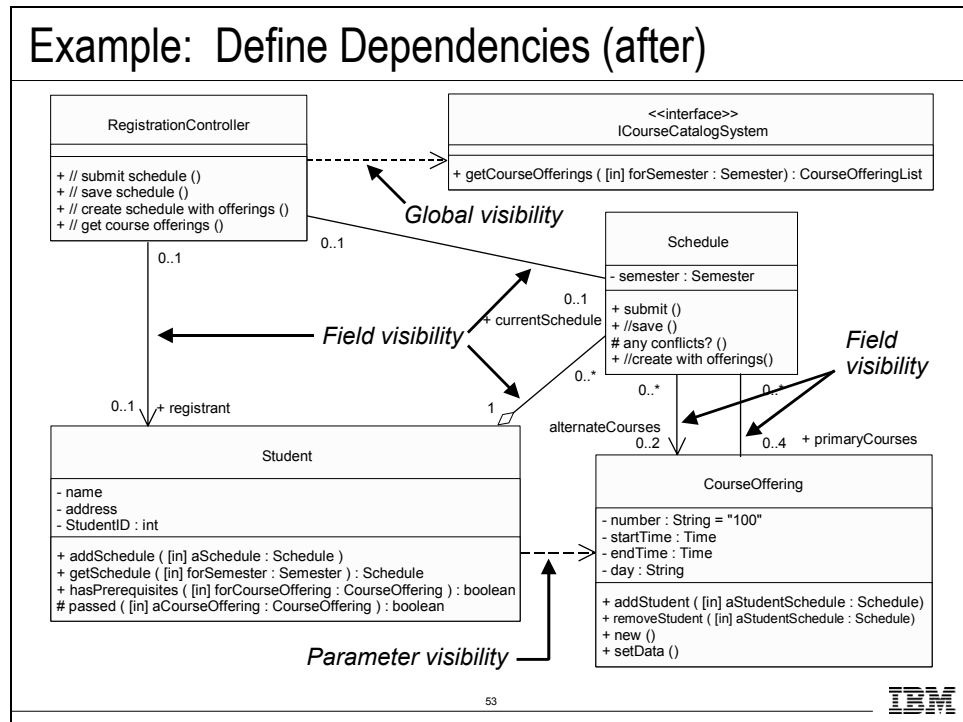 Example: Define Dependencies (after)
RegistrationController
+ // submit schedule ()
+ // save schedule ()
+ // create schedule with offerings ()
+ // get course offerings ()
<<interface>>
ICourseCatalogSystem
+ getCourseOfferings ( [in] forSemester : Semester) : CourseOfferingList
Global visibility
0..1
0..1
Schedule
- semester : Semester
+ submit ()
+ //save ()
# any conflicts? ()
+ //create with offerings()
0..1
+ currentSchedule
Field visibility
Field
visibility
0..*
0..*
0..*
1
0..1
+ registrant
alternateCourses
0..2
0..4
+ primaryCourses
Student
- name
- address
- StudentID : int
+ addSchedule ( [in] aSchedule : Schedule )
+ getSchedule ( [in] forSemester : Semester ) : Schedule
+ hasPrerequisites ( [in] forCourseOffering : CourseOffering ) : boolean
# passed ( [in] aCourseOffering : CourseOffering ) : boolean
CourseOffering
- number : String = "100"
- startTime : Time
- endTime : Time
- day : String
+ addStudent ( [in] aStudentSchedule : Schedule)
+ removeStudent ( [in] aStudentSchedule : Schedule)
+ new ()
+ setData ()
Parameter visibility
53
IBM